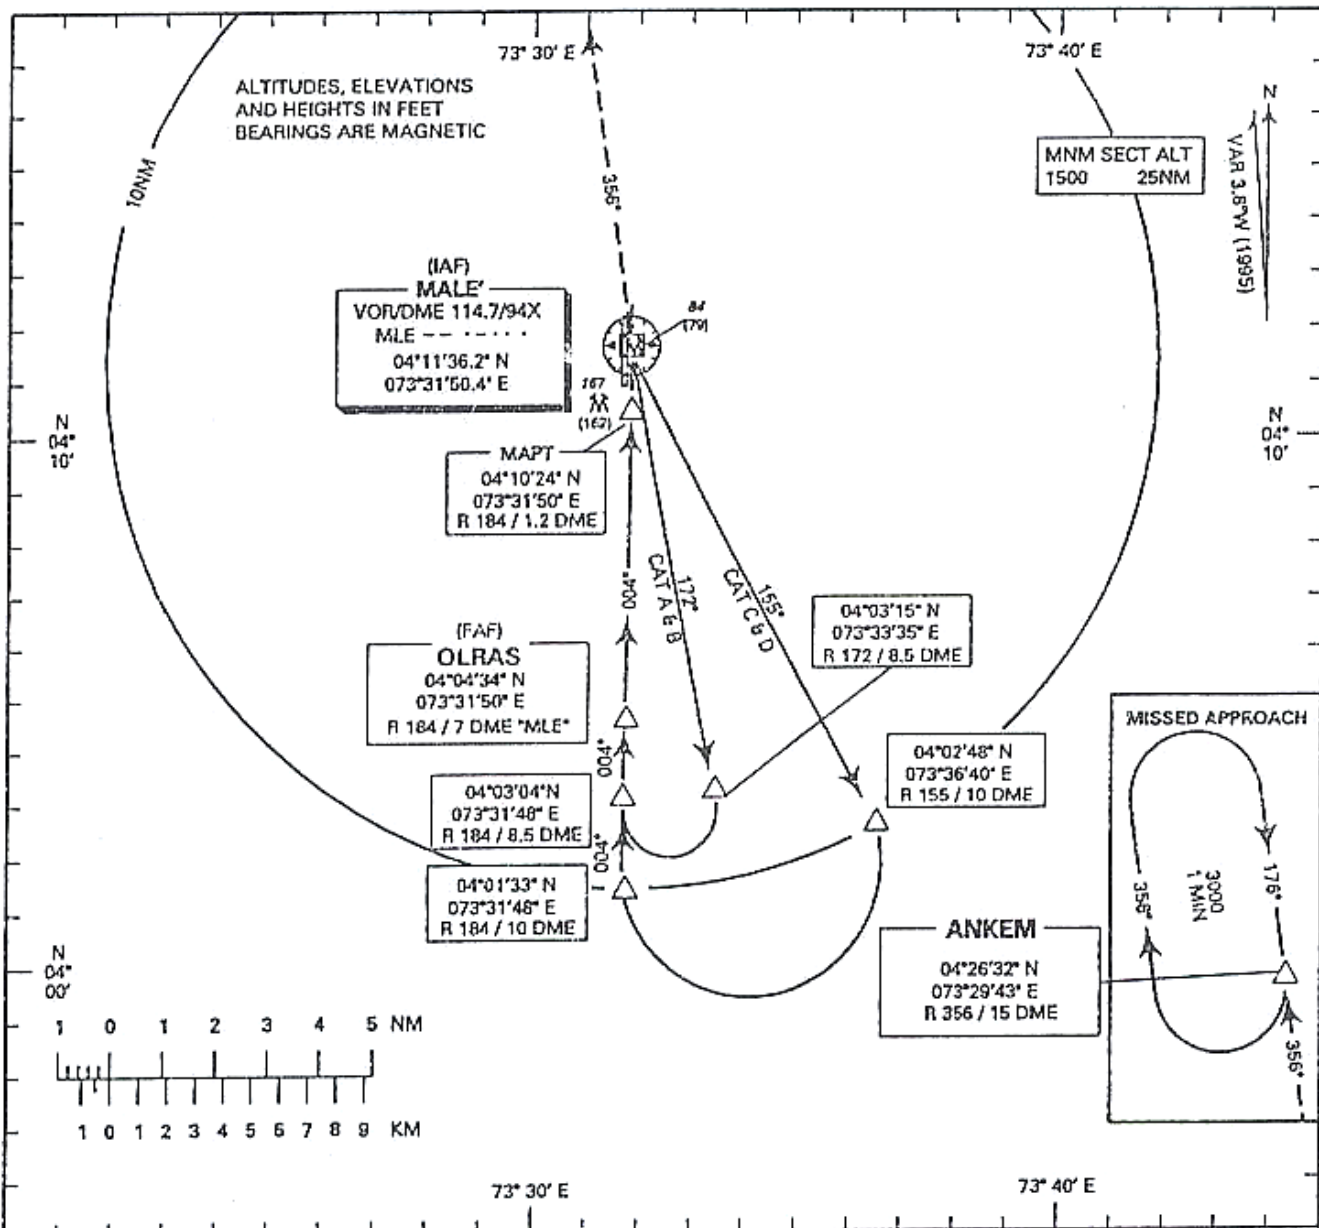 73° 30' E
73° 40' E
ALTITUDES, ELEVATIONS
AND HEIGHTS IN FEET
BEARINGS ARE MAGNETIC
N
MNM SECT ALT
1500 25NM
VAR 3.8°W (1995)
10NM
356°
(IAF)
MALE'
VOR/DME 114.7/94X
MLE -- ·-·· ·
04°11'36.2" N
073°31'50.4" E
84
(79)
167
(162)
N
04°
10'
N
04°
10'
MAPT
04°10'24" N
073°31'50" E
R 184 / 1.2 DME
004°
172°
CAT A & B
155°
CAT C & D
04°03'15" N
073°33'35" E
R 172 / 8.5 DME
(FAF)
OLRAS
04°04'34" N
073°31'50" E
R 184 / 7 DME "MLE"
004°
04°02'48" N
073°36'40" E
R 155 / 10 DME
04°03'04" N
073°31'48" E
R 184 / 8.5 DME
004°
04°01'33" N
073°31'48" E
R 184 / 10 DME
MISSED APPROACH
356°
3000
1 MIN
176°
356°
ANKEM
04°26'32" N
073°29'43" E
R 356 / 15 DME
N
04°
00'
1 0 1 2 3 4 5 NM
1 0 1 2 3 4 5 6 7 8 9 KM
73° 30' E
73° 40' E